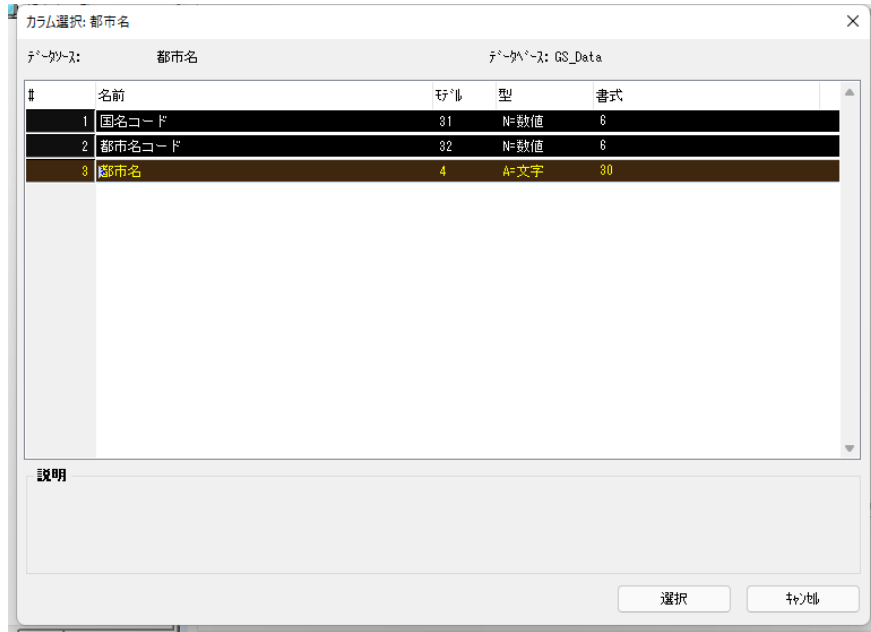 カラム選択: 都市名
ﾃﾞｰﾀｿｰｽ: 都市名 ﾃﾞｰﾀﾍﾞｰｽ: GS_Data
# 名前 ﾓﾃﾞﾙ 型 書式
1 国名コード 31 N=数値 6
2 都市名コード 32 N=数値 6
3 都市名 4 A=文字 30
説明
選択 ｷｬﾝｾﾙ